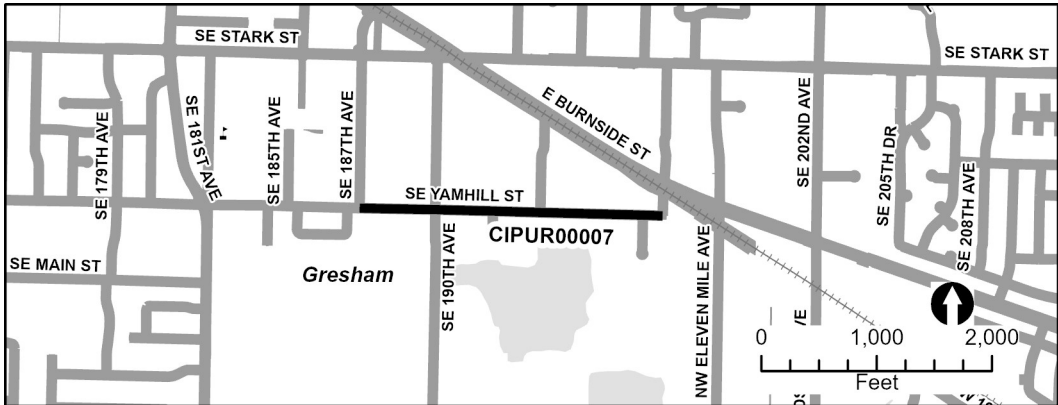 SE STARK ST
SE STARK ST
E BURNSIDE ST
SE 179TH AVE
SE 181ST AVE
SE 185TH AVE
SE 187TH AVE
SE 202ND AVE
SE 205TH DR
SE 208TH AVE
SE YAMHILL ST
CIPUR00007
SE MAIN ST
Gresham
SE 190TH AVE
NW ELEVEN MILE AVE
0 1,000 2,000
Feet